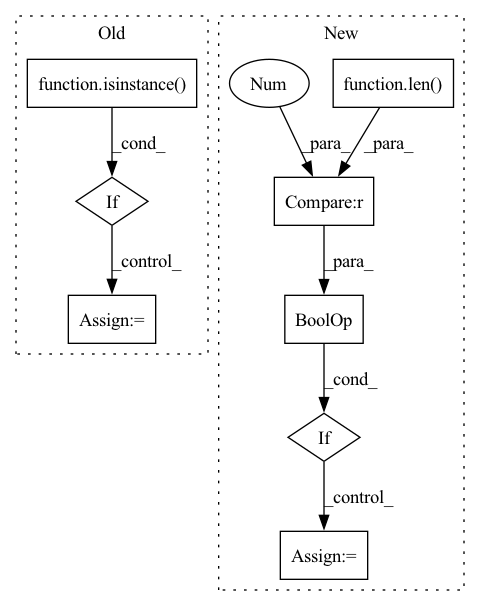 Old
function.isinstance()
_cond_
If
_control_
Assign:=
New
Num
function.len()
_para_
_para_
Compare:r
_para_
BoolOp
_cond_
If
_control_
Assign:=